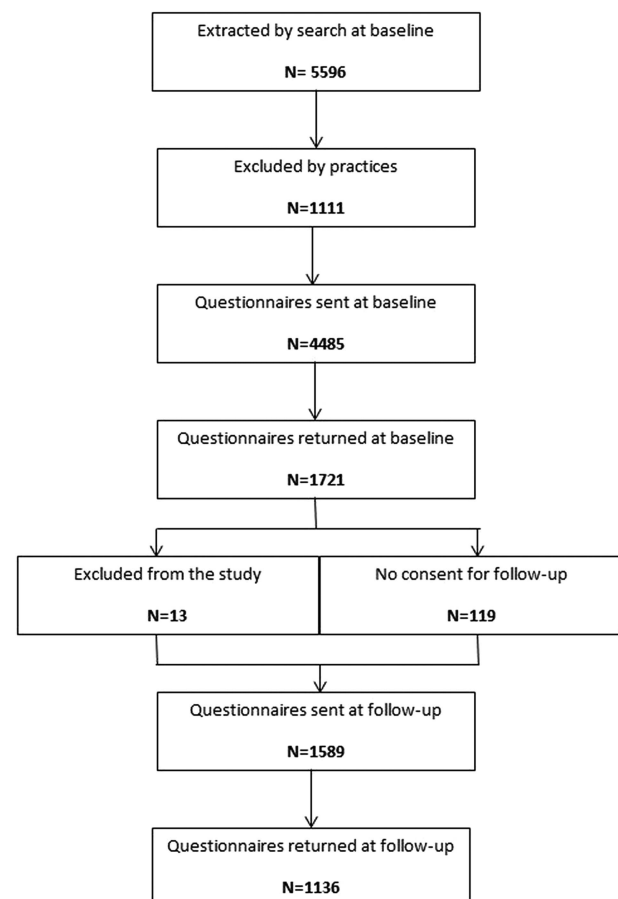 Extracted by search at baseline
N= 5596
Excluded by practices
N=1111
Questionnaires sent at baseline
N=4485
Questionnaires returned at baseline
N=1721
Excluded from the study
N=13
No consent for follow-up
N=119
Questionnaires sent at follow-up
N=1589
Questionnaires returned at follow-up
N=1136